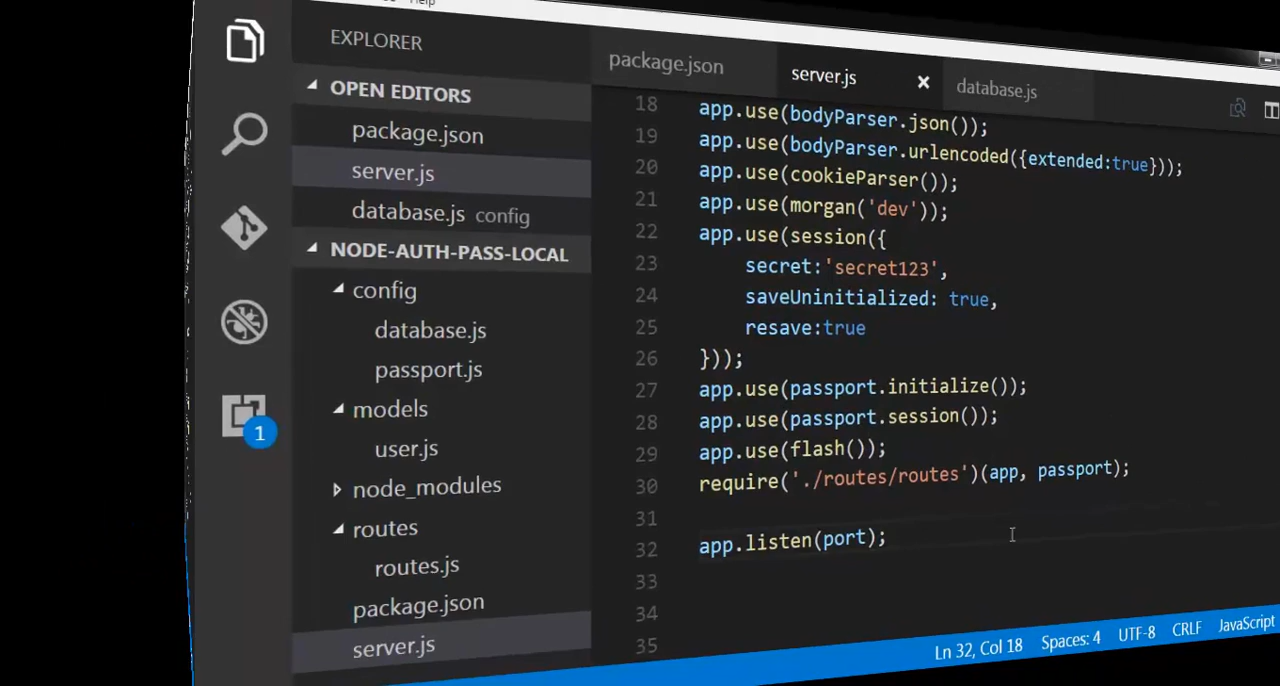 Help
EXPLORER
OPEN EDITORS
package.json
server.js
database.js config
NODE-AUTH-PASS-LOCAL
config
database.js
passport.js
models
user.js
node_modules
routes
routes.js
package.json
server.js
1
package.json server.js database.js
18 app.use(bodyParser.json());
19 app.use(bodyParser.urlencoded({extended:true}));
20 app.use(cookieParser());
21 app.use(morgan('dev'));
22 app.use(session({
23 secret:'secret123',
24 saveUninitialized: true,
25 resave:true
26 }));
27 app.use(passport.initialize());
28 app.use(passport.session());
29 app.use(flash());
30 require('./routes/routes')(app, passport);
31
32 app.listen(port);
33
34
35
Ln 32, Col 18 Spaces: 4 UTF-8 CRLF JavaScript